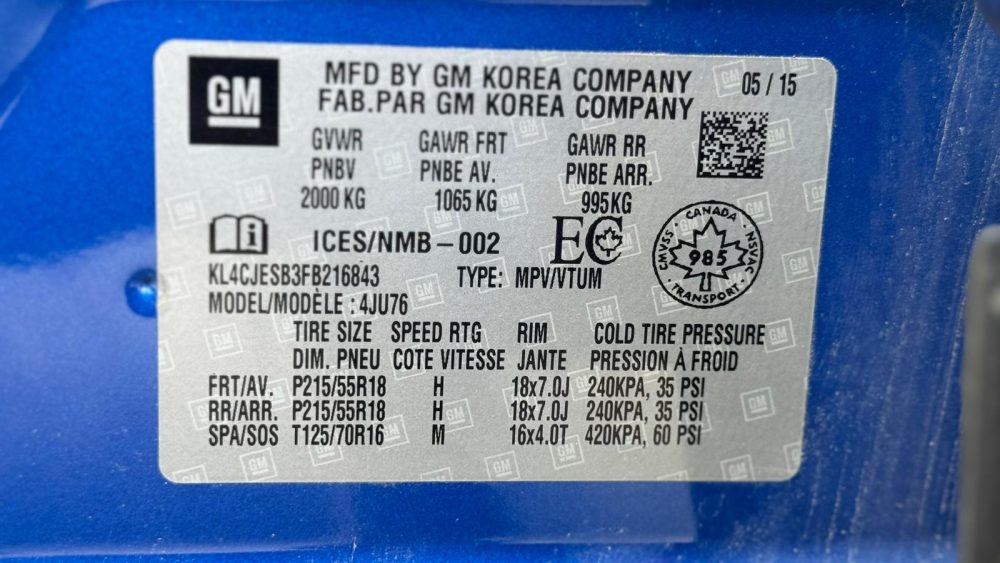 GM
MFD BY GM KOREA COMPANY 05 / 15
FAB.PAR GM KOREA COMPANY
GVWR GAWR FRT GAWR RR
PNBV PNBE AV. PNBE ARR.
2000 KG 1065 KG 995KG
i ICES/NMB – 002 EC
CANADA
CMVSS · 985 · NSVAC
TRANSPORT
KL4CJESB3FB216843 TYPE: MPV/VTUM
MODEL/MODÈLE : 4JU76
TIRE SIZE SPEED RTG RIM COLD TIRE PRESSURE
DIM. PNEU COTE VITESSE JANTE PRESSION À FROID
FRT/AV. P215/55R18 H 18x7.0J 240KPA, 35 PSI
RR/ARR. P215/55R18 H 18x7.0J 240KPA, 35 PSI
SPA/SOS T125/70R16 M 16x4.0T 420KPA, 60 PSI